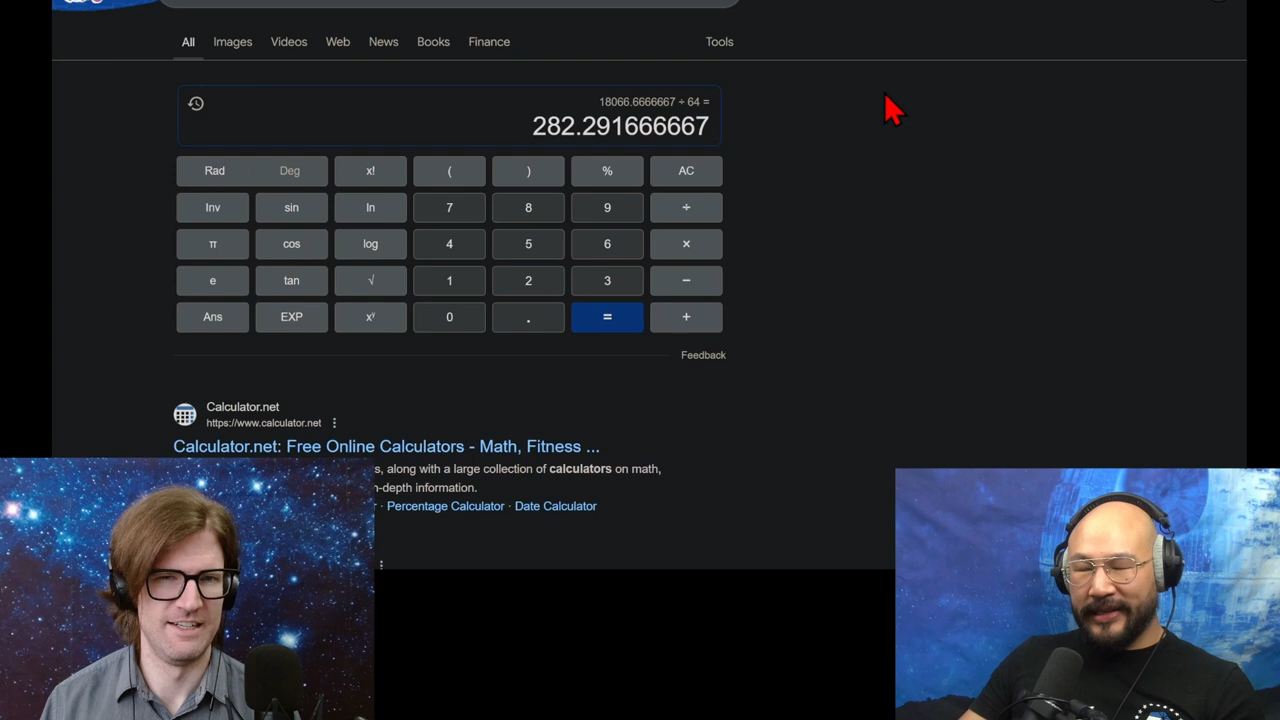 All Images Videos Web News Books Finance Tools
18066.6666667 ÷ 64 =
282.291666667
Rad Deg x! ( ) % AC
Inv sin ln 7 8 9 ÷
π cos log 4 5 6 ×
e tan √ 1 2 3 −
Ans EXP xʸ 0 . = +
Feedback
Calculator.net
https://www.calculator.net
Calculator.net: Free Online Calculators - Math, Fitness ...
s, along with a large collection of calculators on math,
n-depth information.
· Percentage Calculator · Date Calculator